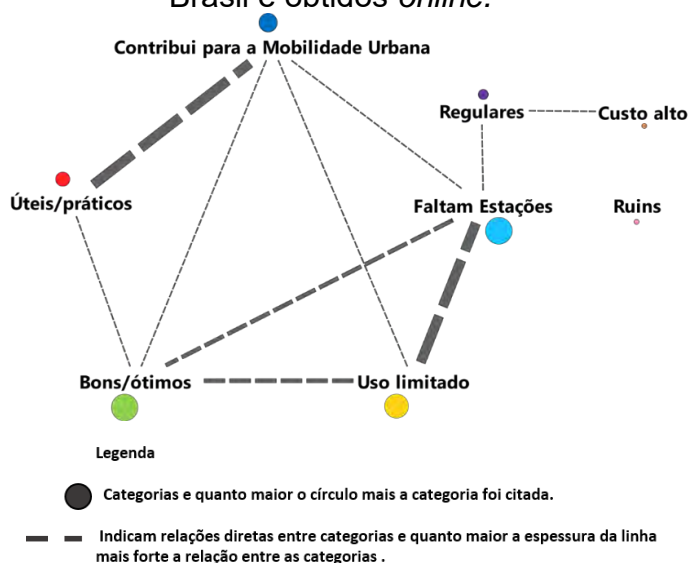 Brasil e obtidos online.
Contribui para a Mobilidade Urbana
Regulares
Custo alto
Úteis/práticos
Faltam Estações
Ruins
Bons/ótimos
Uso limitado
Legenda
Categorias e quanto maior o círculo mais a categoria foi citada.
Indicam relações diretas entre categorias e quanto maior a espessura da linha
mais forte a relação entre as categorias .